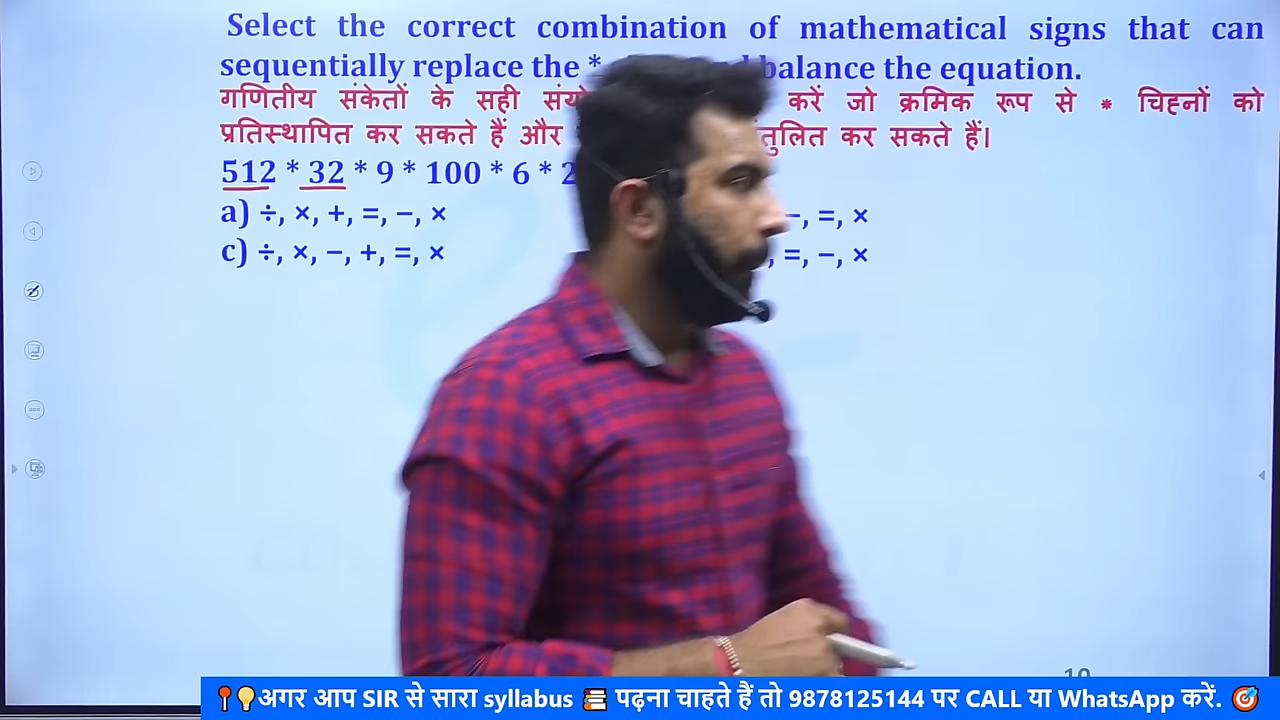 Select the correct combination of mathematical signs that can
sequentially replace the * balance the equation.
गणितीय संकेतों के सही करें जो क्रमिक रूप से * चिह्नों को
प्रतिस्थापित कर सकते हैं और कर सकते हैं।
512 * 32 * 9 * 100 * 6 * 2
a) ÷, ×, +, =, −, × −, =, ×
c) ÷, ×, −, +, =, × , =, −, ×
📍💡अगर आप SIR से सारा syllabus 📚 पढ़ना चाहते हैं तो 9878125144 पर CALL या WhatsApp करें. 🎯